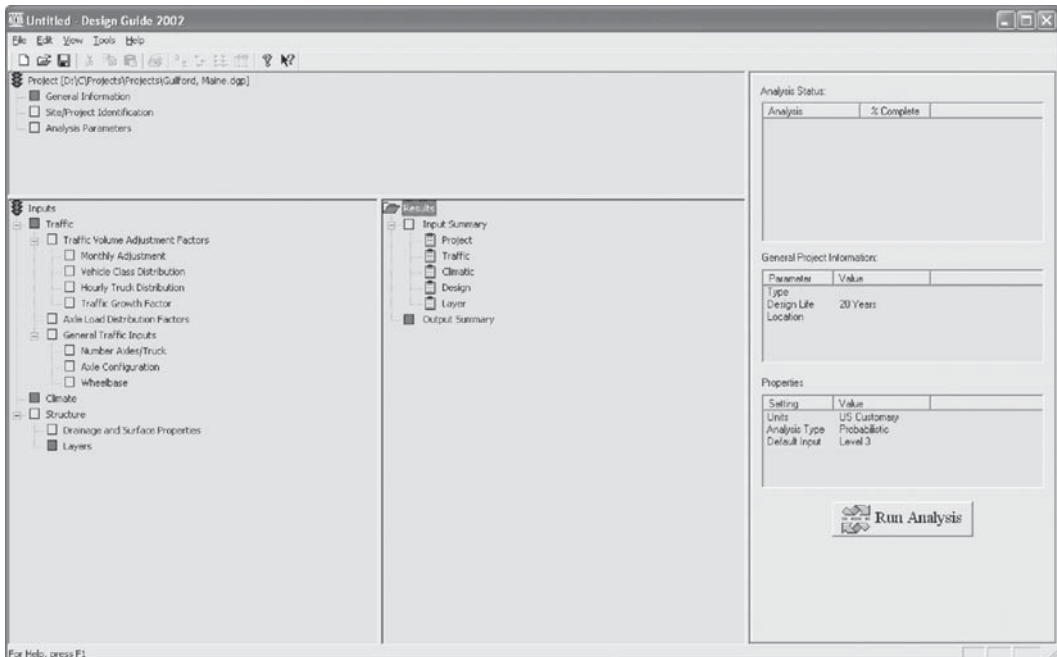 Untitled - Design Guide 2002
File Edit View Tools Help
Project [D:\C\Projects\Projects\Guilford, Maine.dgp]
General Information
Site/Project Identification
Analysis Parameters
Inputs
Traffic
Traffic Volume Adjustment Factors
Monthly Adjustment
Vehicle Class Distribution
Hourly Truck Distribution
Traffic Growth Factor
Axle Load Distribution Factors
General Traffic Inputs
Number Axles/Truck
Axle Configuration
Wheelbase
Climate
Structure
Drainage and Surface Properties
Layers
Results
Input Summary
Project
Traffic
Climatic
Design
Layer
Output Summary
Analysis Status:
Analysis % Complete
General Project Information:
Parameter Value
Type
Design Life 20 Years
Location
Properties
Setting Value
Units US Customary
Analysis Type Probabilistic
Default Input Level 3
Run Analysis
For Help, press F1